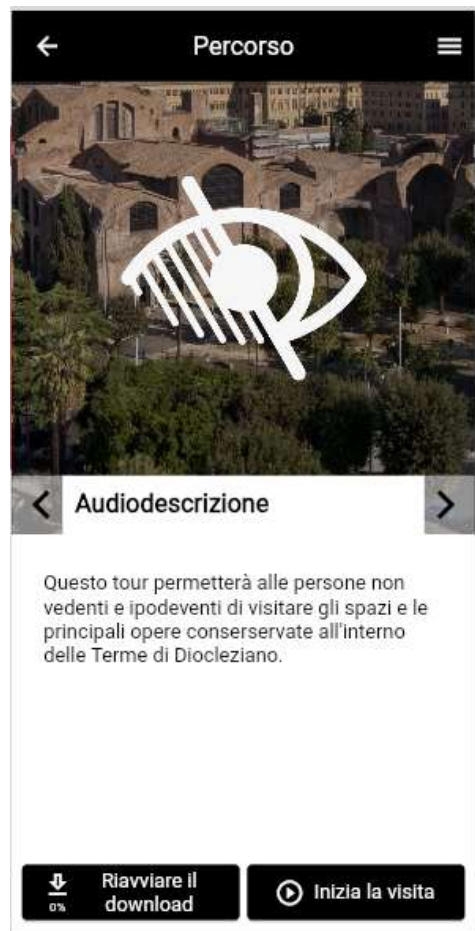 Percorso
Audiodescrizione
Questo tour permetterà alle persone non
vedenti e ipodeventi di visitare gli spazi e le
principali opere conserservate all'interno
delle Terme di Diocleziano.
Riavviare il
download
0%
Inizia la visita